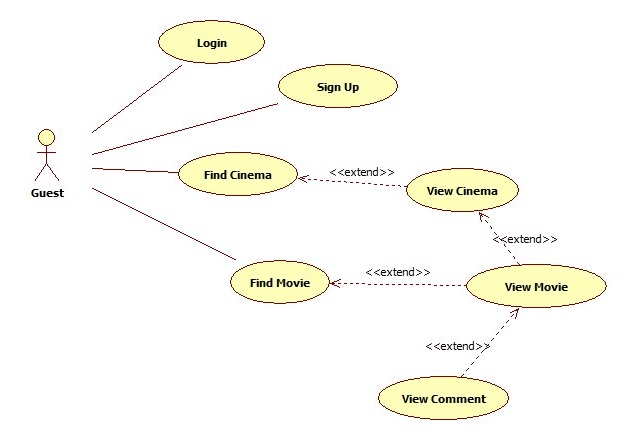 Login
Sign Up
Guest
Find Cinema
<<extend>>
View Cinema
<<extend>>
Find Movie
<<extend>>
View Movie
<<extend>>
View Comment